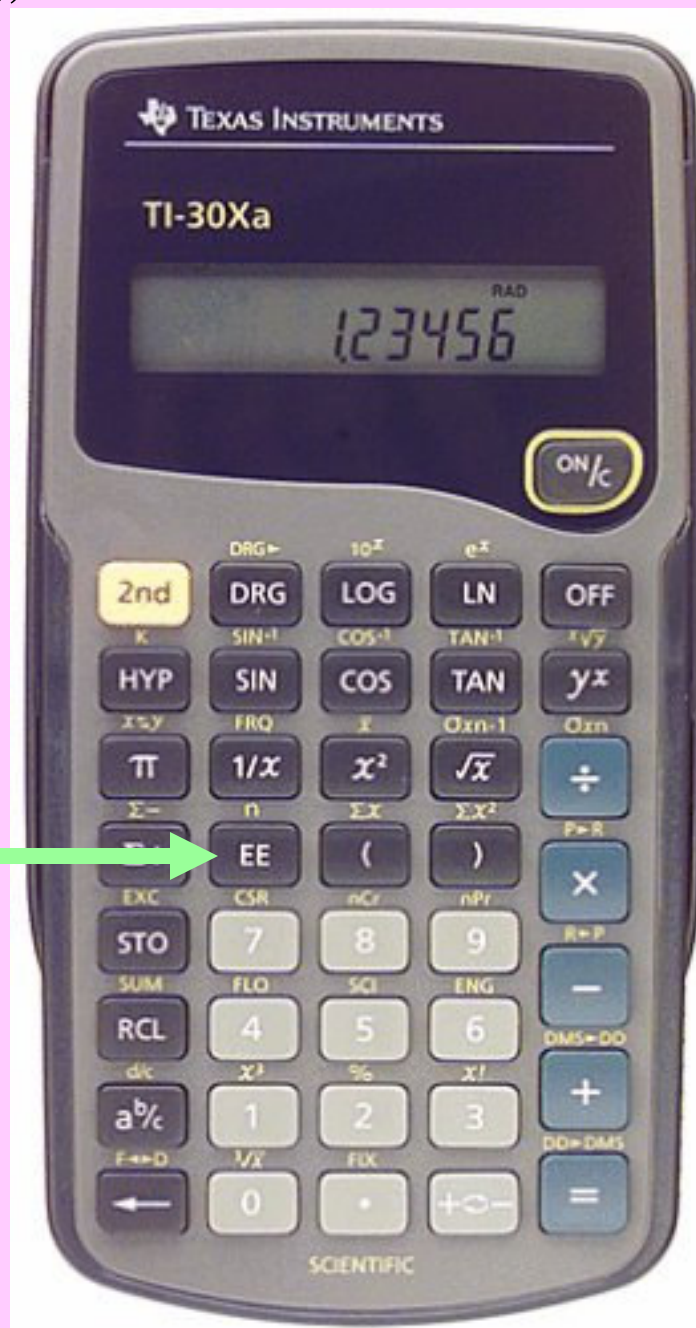 TEXAS INSTRUMENTS
TI-30Xa
RAD
1.23456
ON/C
DRG► 10ˣ eˣ
2nd DRG LOG LN OFF
K SIN-1 COS-1 TAN-1 ˣ√y
HYP SIN COS TAN yˣ
FRQ x̄ σxn-1 σxn
π 1/x x² √x ÷
Σ- n Σx Σx² P►R
EE ( ) ×
EXC CSR nCr nPr R►P
STO 7 8 9 −
SUM FLO SCI ENG DMS►DD
RCL 4 5 6 +
d/c x³ % x! DD►DMS
a b/c 1 2 3 =
F◄►D ³√x FIX
← 0 . +⇄−
SCIENTIFIC